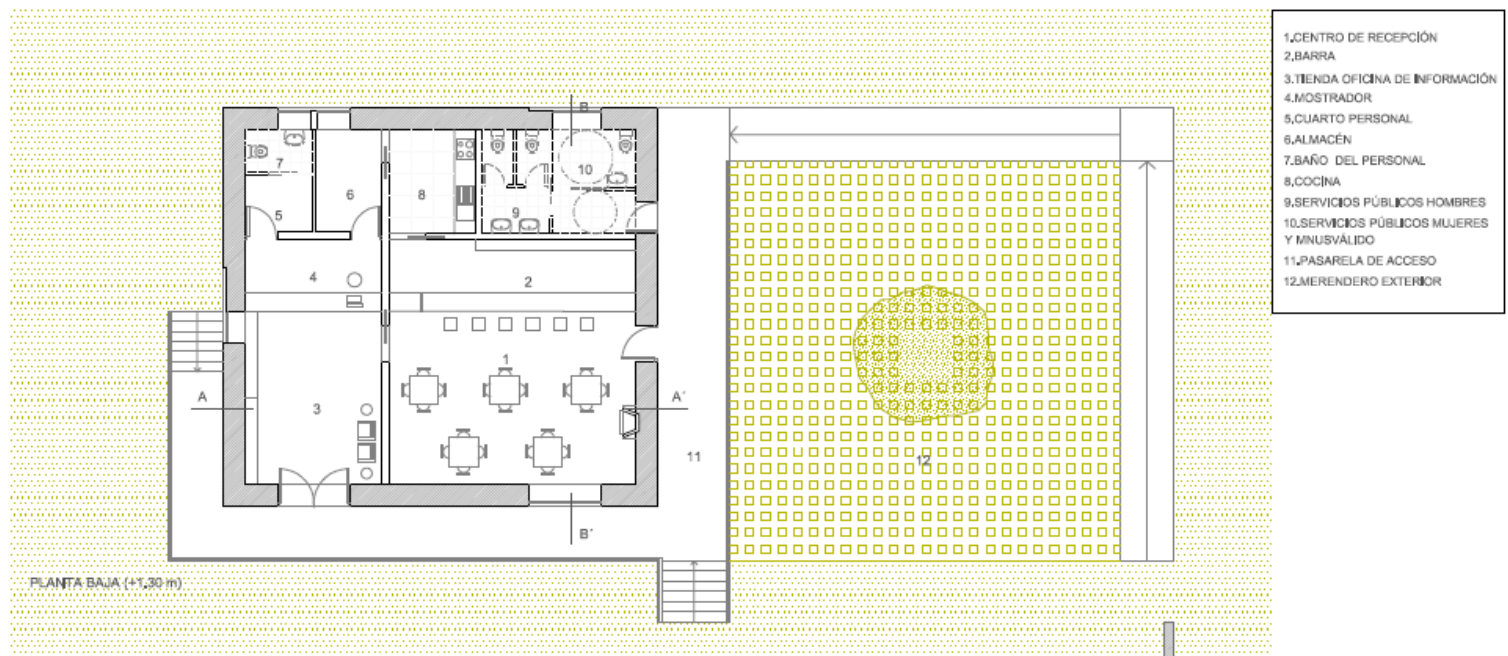 1.CENTRO DE RECEPCIÓN
2,BARRA
3.TIENDA OFICINA DE INFORMACIÓN
4.MOSTRADOR
5,CUARTO PERSONAL
6,ALMACÉN
7,BAÑO DEL PERSONAL
8,COCINA
9,SERVICIOS PÚBLICOS HOMBRES
10,SERVICIOS PÚBLICOS MUJERES
Y MNUSVÁLIDO
11,PASARELA DE ACCESO
12,MERENDERO EXTERIOR
B
7
10
6
8
5
9
4
2
1
A
A´
3
11
12
B´
PLANTA BAJA (+1,30 m)